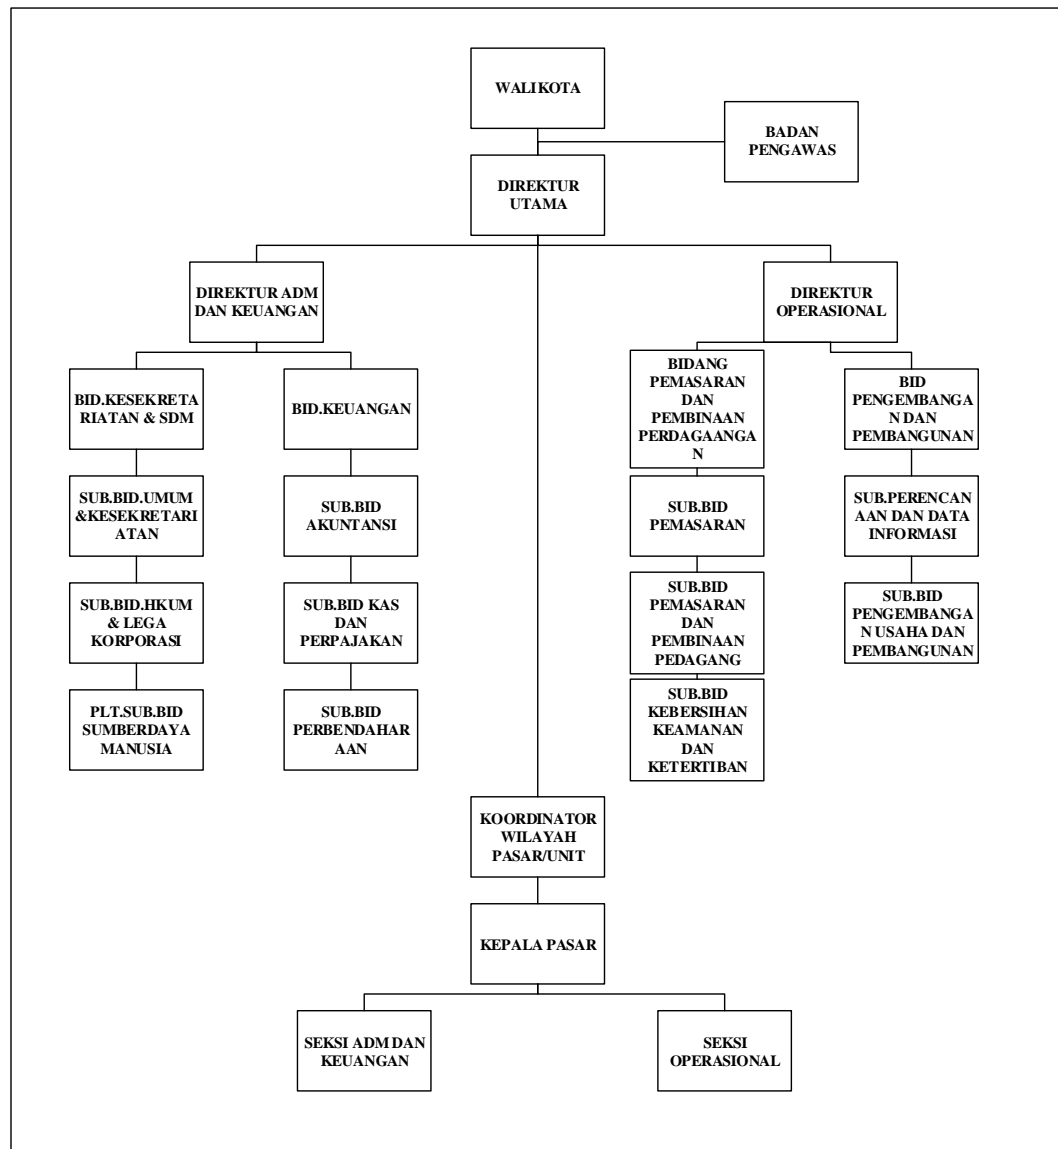 WALIKOTA
BADAN
PENGAWAS
DIREKTUR
UTAMA
DIREKTUR ADM
DAN KEUANGAN
DIREKTUR
OPERASIONAL
BID.KESEKRETA
RIATAN & SDM
BID.KEUANGAN
BIDANG
PEMASARAN
DAN
PEMBINAAN
PERDAGAANGA
N
BID
PENGEMBANGA
N DAN
PEMBANGUNAN
SUB.BID.UMUM
&KESEKRETARI
ATAN
SUB.BID
AKUNTANSI
SUB.BID
PEMASARAN
SUB.PERENCAN
AAN DAN DATA
INFORMASI
SUB.BID.HKUM
& LEGA
KORPORASI
SUB.BID KAS
DAN
PERPAJAKAN
SUB.BID
PEMASARAN
DAN
PEMBINAAN
PEDAGANG
SUB.BID
PENGEMBANGA
N USAHA DAN
PEMBANGUNAN
PLT.SUB.BID
SUMBERDAYA
MANUSIA
SUB.BID
PERBENDAHAR
AAN
SUB.BID
KEBERSIHAN
KEAMANAN
DAN
KETERTIBAN
KOORDINATOR
WILAYAH
PASAR/UNIT
KEPALA PASAR
SEKSI ADM DAN
KEUANGAN
SEKSI
OPERASIONAL